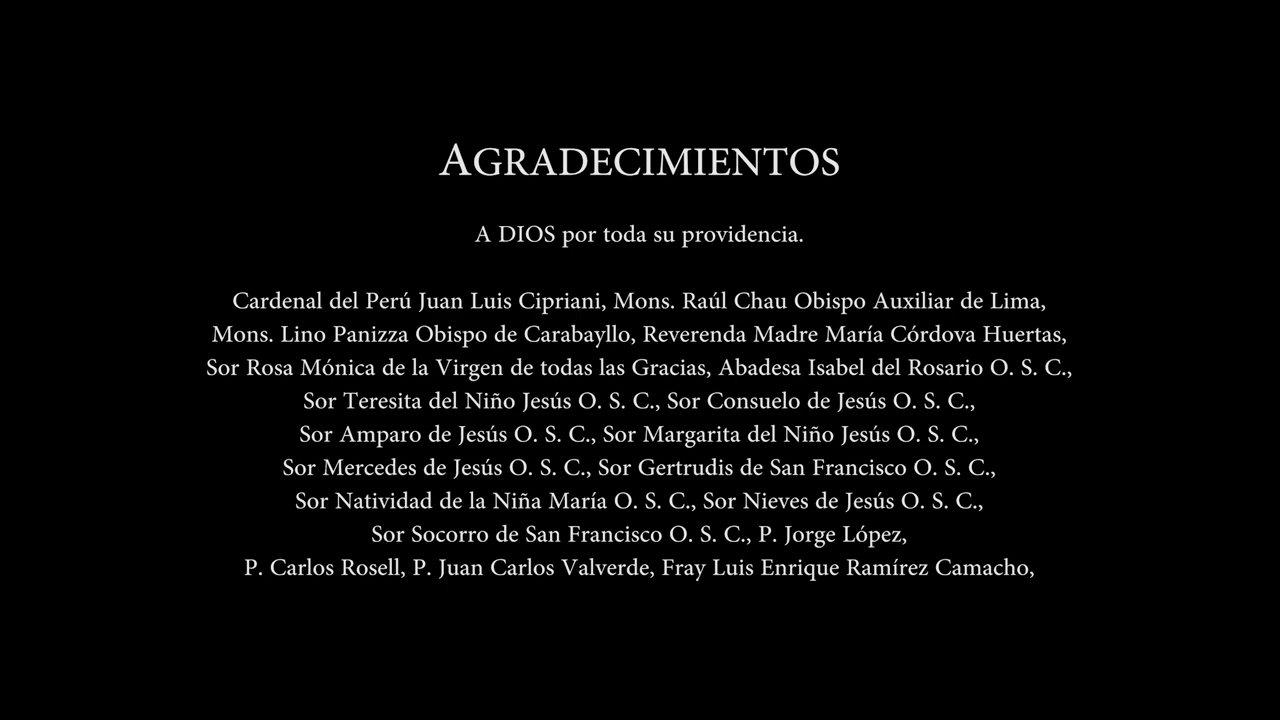 AGRADECIMIENTOS
A DIOS por toda su providencia.
Cardenal del Perú Juan Luis Cipriani, Mons. Raúl Chau Obispo Auxiliar de Lima,
Mons. Lino Panizza Obispo de Carabayllo, Reverenda Madre María Córdova Huertas,
Sor Rosa Mónica de la Virgen de todas las Gracias, Abadesa Isabel del Rosario O. S. C.,
Sor Teresita del Niño Jesús O. S. C., Sor Consuelo de Jesús O. S. C.,
Sor Amparo de Jesús O. S. C., Sor Margarita del Niño Jesús O. S. C.,
Sor Mercedes de Jesús O. S. C., Sor Gertrudis de San Francisco O. S. C.,
Sor Natividad de la Niña María O. S. C., Sor Nieves de Jesús O. S. C.,
Sor Socorro de San Francisco O. S. C., P. Jorge López,
P. Carlos Rosell, P. Juan Carlos Valverde, Fray Luis Enrique Ramírez Camacho,